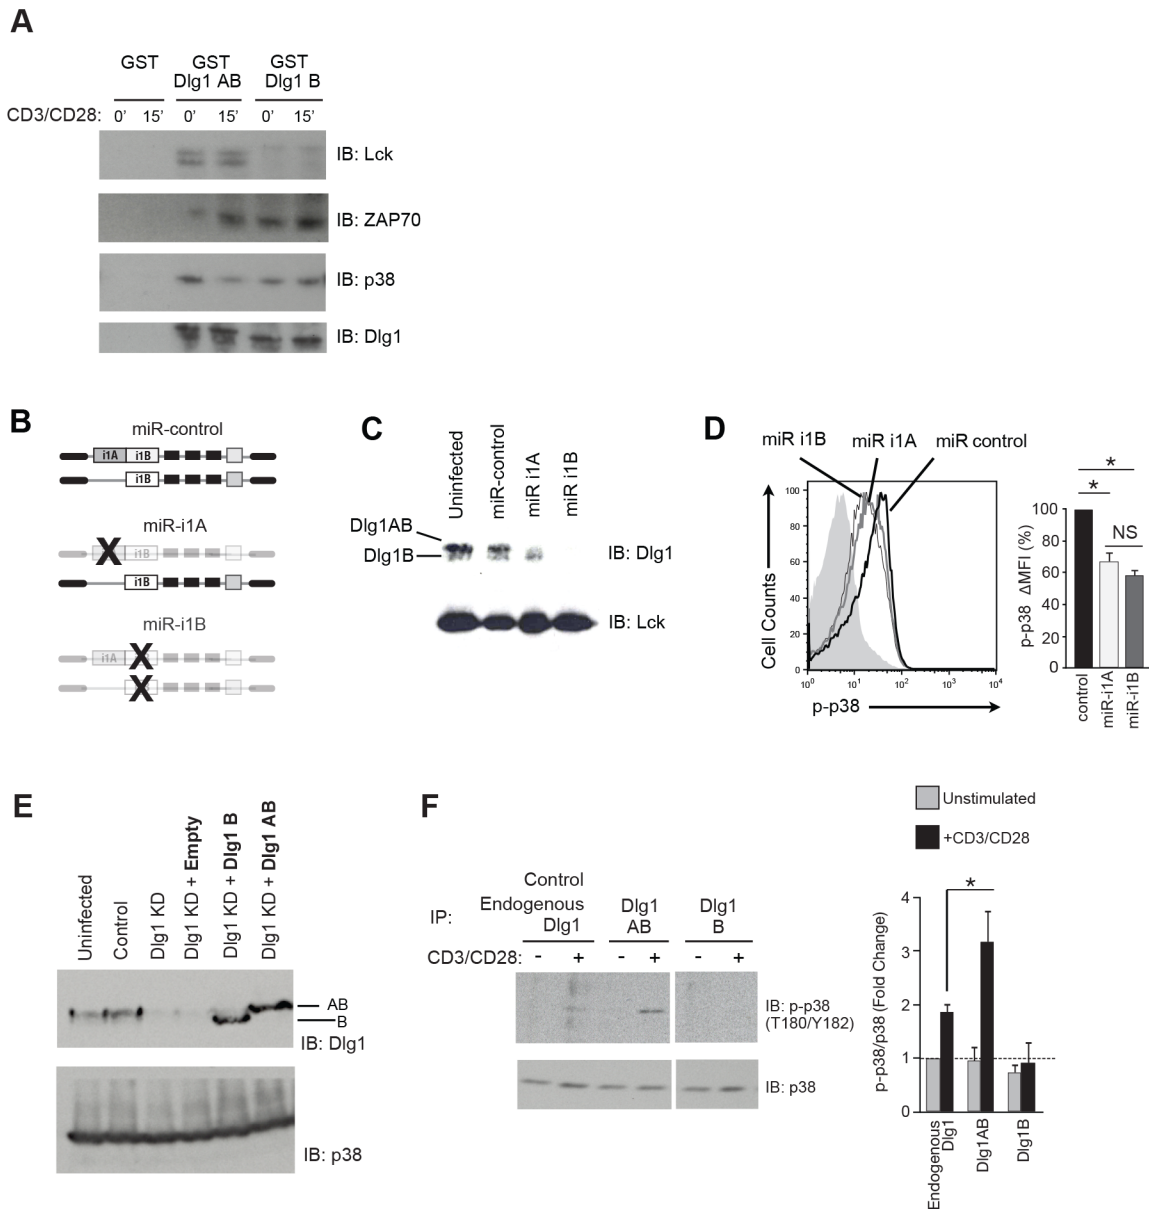 A
GST GST GST
Dlg1 AB Dlg1 B
CD3/CD28: 0' 15' 0' 15' 0' 15'
IB: Lck
IB: ZAP70
IB: p38
IB: Dlg1
B
miR-control
i1A i1B
i1B
miR-i1A
X i1B
i1B
miR-i1B
i1A X
X
C
Uninfected
miR-control
miR i1A
miR i1B
Dlg1AB
Dlg1B
IB: Dlg1
IB: Lck
D
miR i1B miR i1A miR control
Cell Counts
100
80
60
40
20
0
10⁰ 10¹ 10² 10³ 10⁴
p-p38
*
*
NS
p-p38 ΔMFI (%)
100
80
60
40
20
0
control
miR-i1A
miR-i1B
E
Uninfected
Control
Dlg1 KD
Dlg1 KD + Empty
Dlg1 KD + Dlg1 B
Dlg1 KD + Dlg1 AB
AB
B
IB: Dlg1
IB: p38
F
Control
Endogenous
Dlg1
Dlg1
AB
Dlg1
B
IP:
CD3/CD28: - + - + - +
IB: p-p38
(T180/Y182)
IB: p38
Unstimulated
+CD3/CD28
*
p-p38/p38 (Fold Change)
4
3
2
1
0
Endogenous
Dlg1
Dlg1AB
Dlg1B